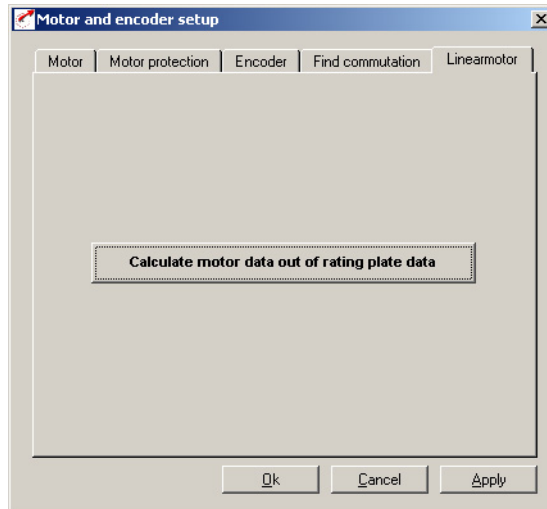 Motor and encoder setup
Motor Motor protection Encoder Find commutation Linearmotor
Calculate motor data out of rating plate data
Ok Cancel Apply